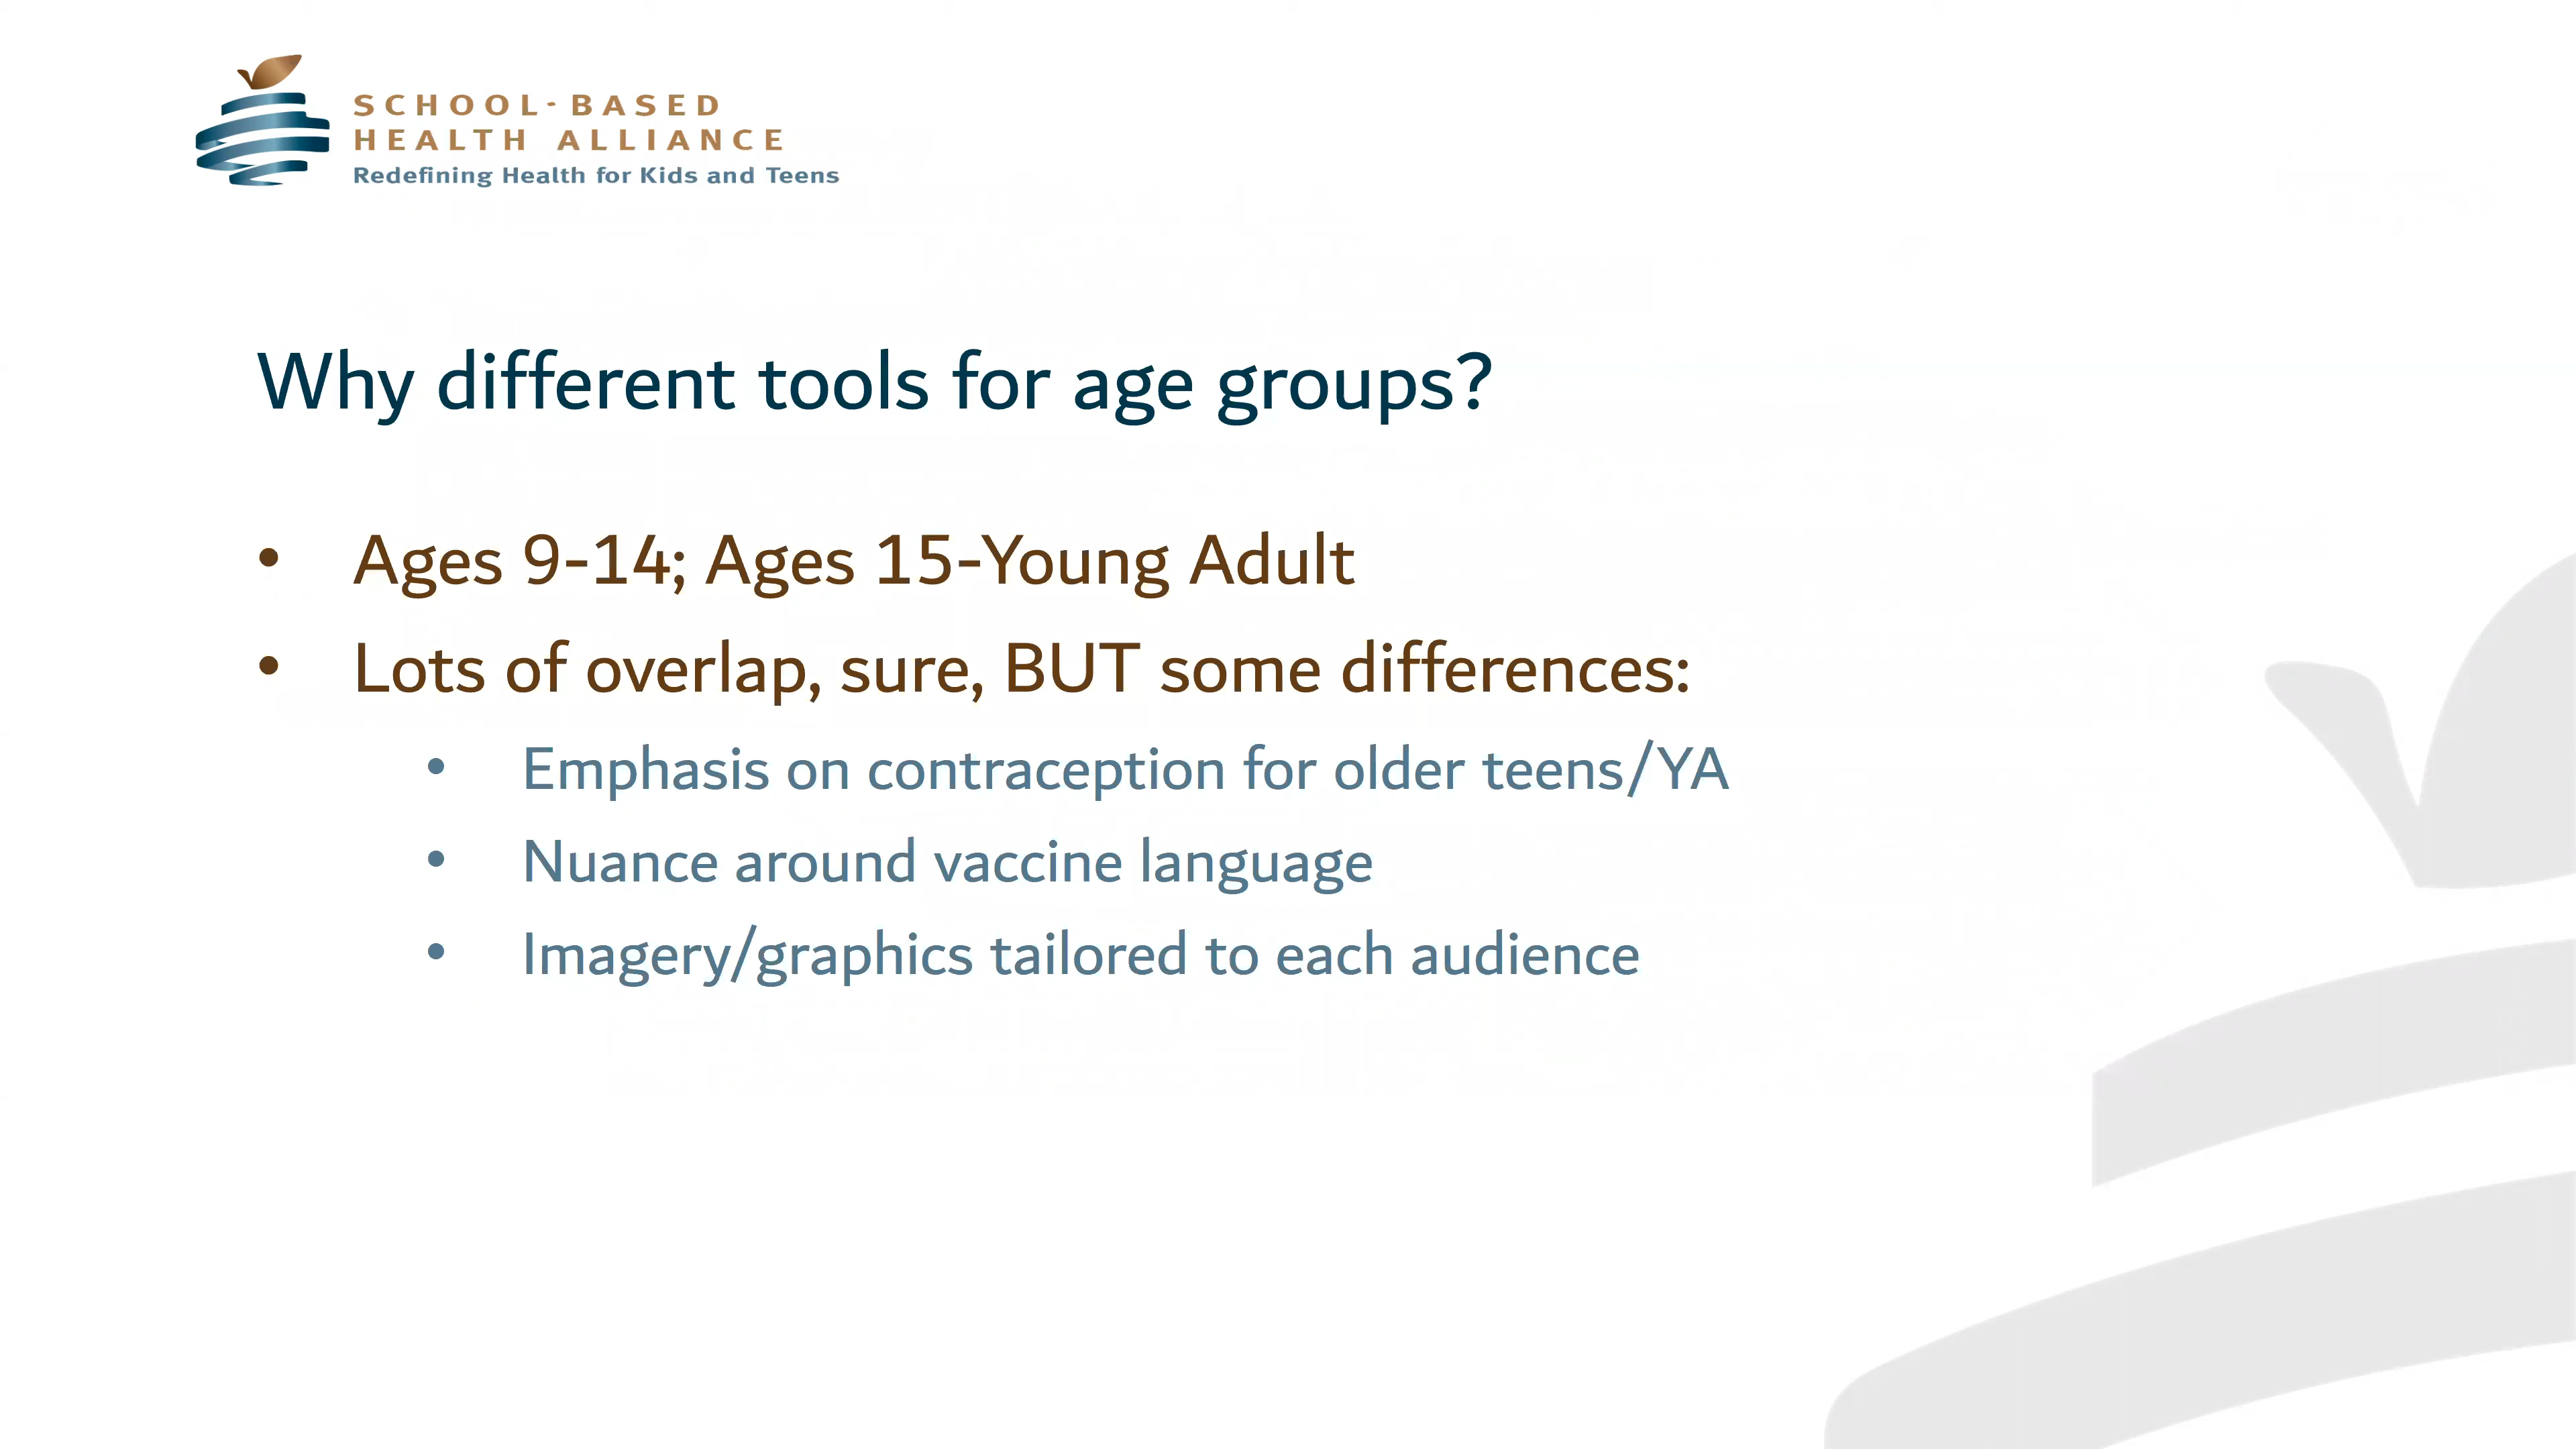 SCHOOL-BASED
HEALTH ALLIANCE
Redefining Health for Kids and Teens
Why different tools for age groups?
• Ages 9-14; Ages 15-Young Adult
• Lots of overlap, sure, BUT some differences:
• Emphasis on contraception for older teens/YA
• Nuance around vaccine language
• Imagery/graphics tailored to each audience